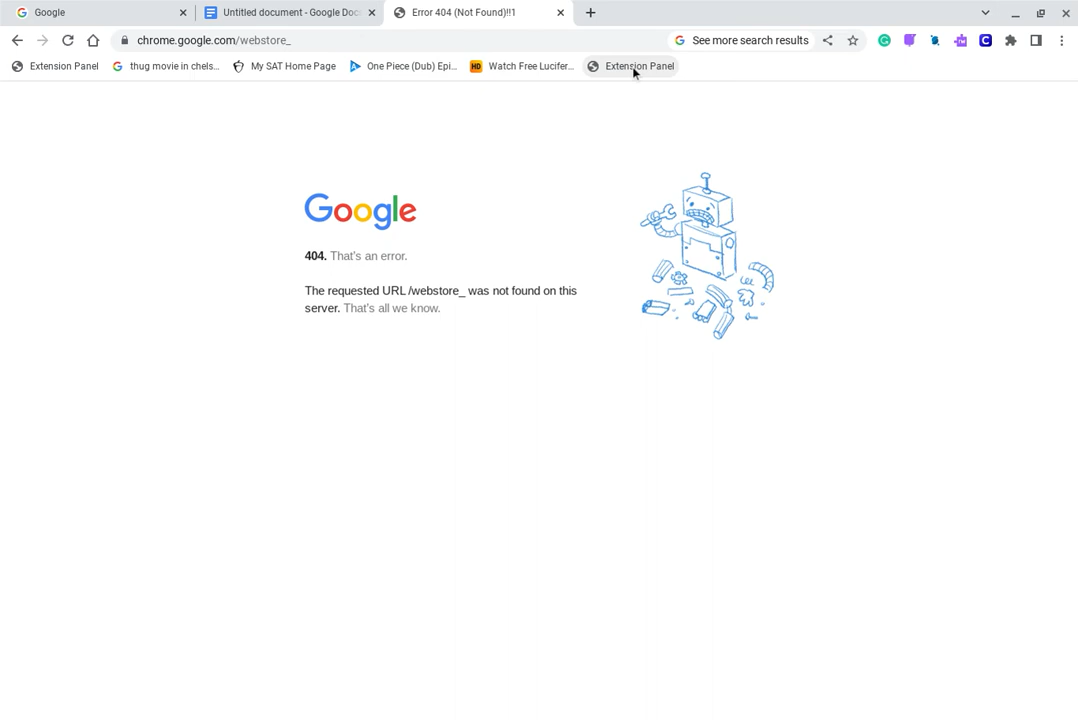 Google
Untitled document - Google Doc
Error 404 (Not Found)!!1
chrome.google.com/webstore_
See more search results
Extension Panel
thug movie in chels...
My SAT Home Page
One Piece (Dub) Epi...
HD
Watch Free Lucifer...
Extension Panel
Google
404. That's an error.
The requested URL /webstore_ was not found on this
server. That's all we know.